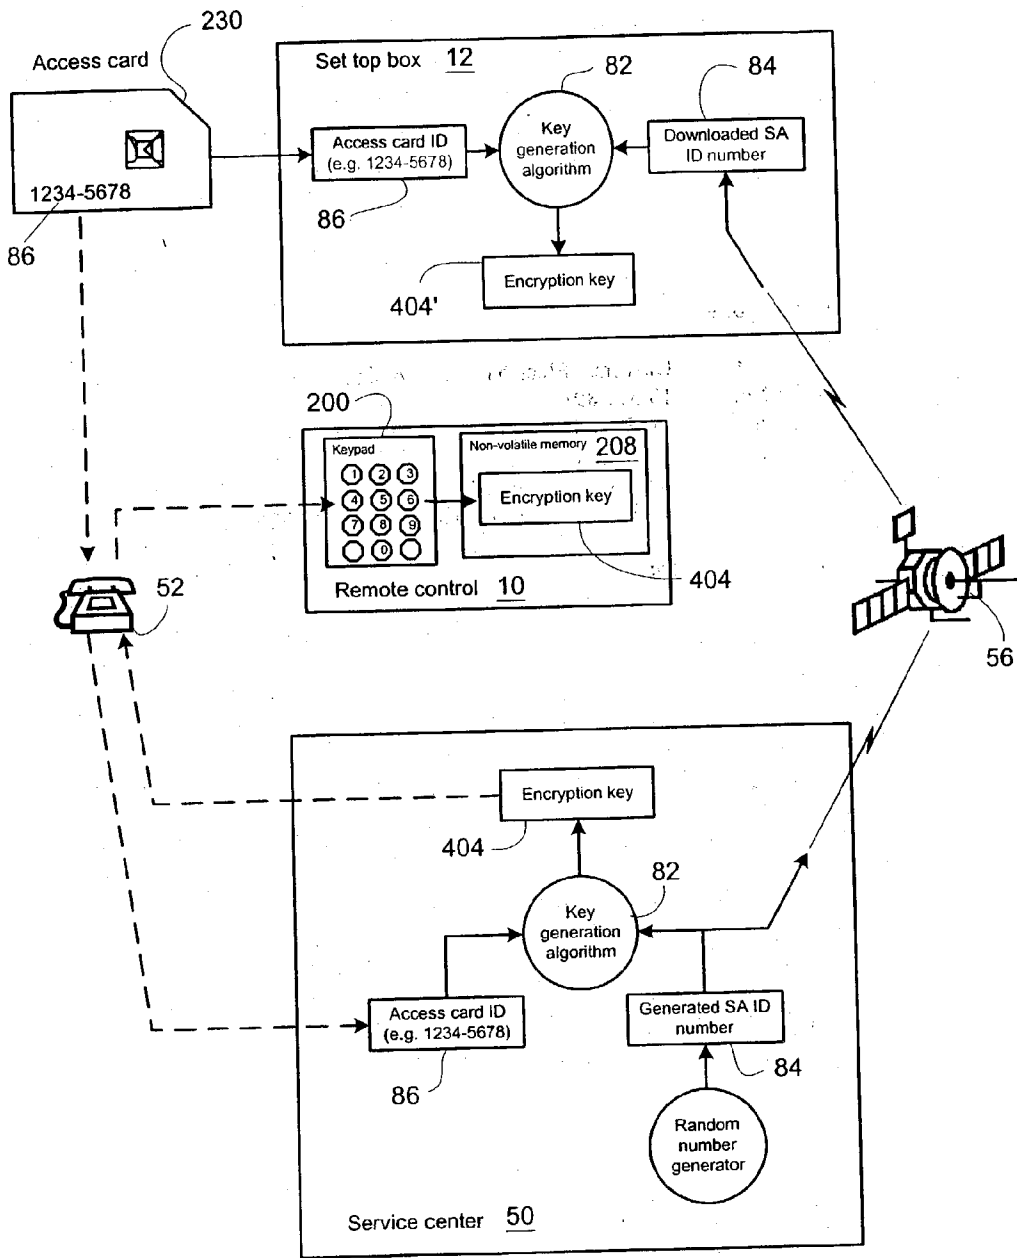 230
Access card
1234-5678
86
Set top box 12
82
84
Access card ID
(e.g. 1234-5678)
Key
generation
algorithm
Downloaded SA
ID number
86
404'
Encryption key
200
Keypad
1 2 3
4 5 6
7 8 9
0
Non-volatile memory 208
Encryption key
404
Remote control 10
52
56
Encryption key
404
82
Key
generation
algorithm
Access card ID
(e.g. 1234-5678)
86
Generated SA ID
number
84
Random
number
generator
Service center 50